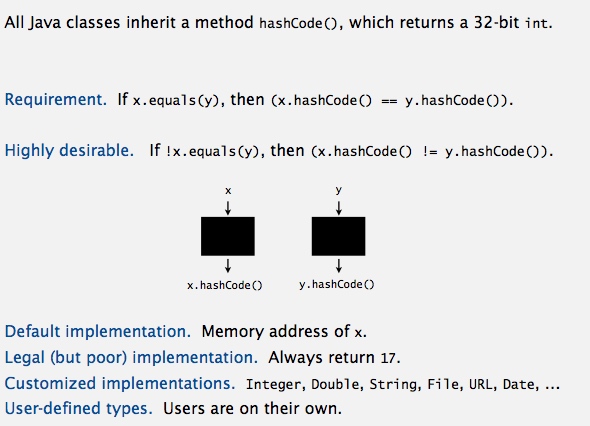 All Java classes inherit a method hashCode(), which returns a 32-bit int.
Requirement. If x.equals(y), then (x.hashCode() == y.hashCode()).
Highly desirable. If !x.equals(y), then (x.hashCode() != y.hashCode()).
x y
x.hashCode() y.hashCode()
Default implementation. Memory address of x.
Legal (but poor) implementation. Always return 17.
Customized implementations. Integer, Double, String, File, URL, Date, ...
User-defined types. Users are on their own.